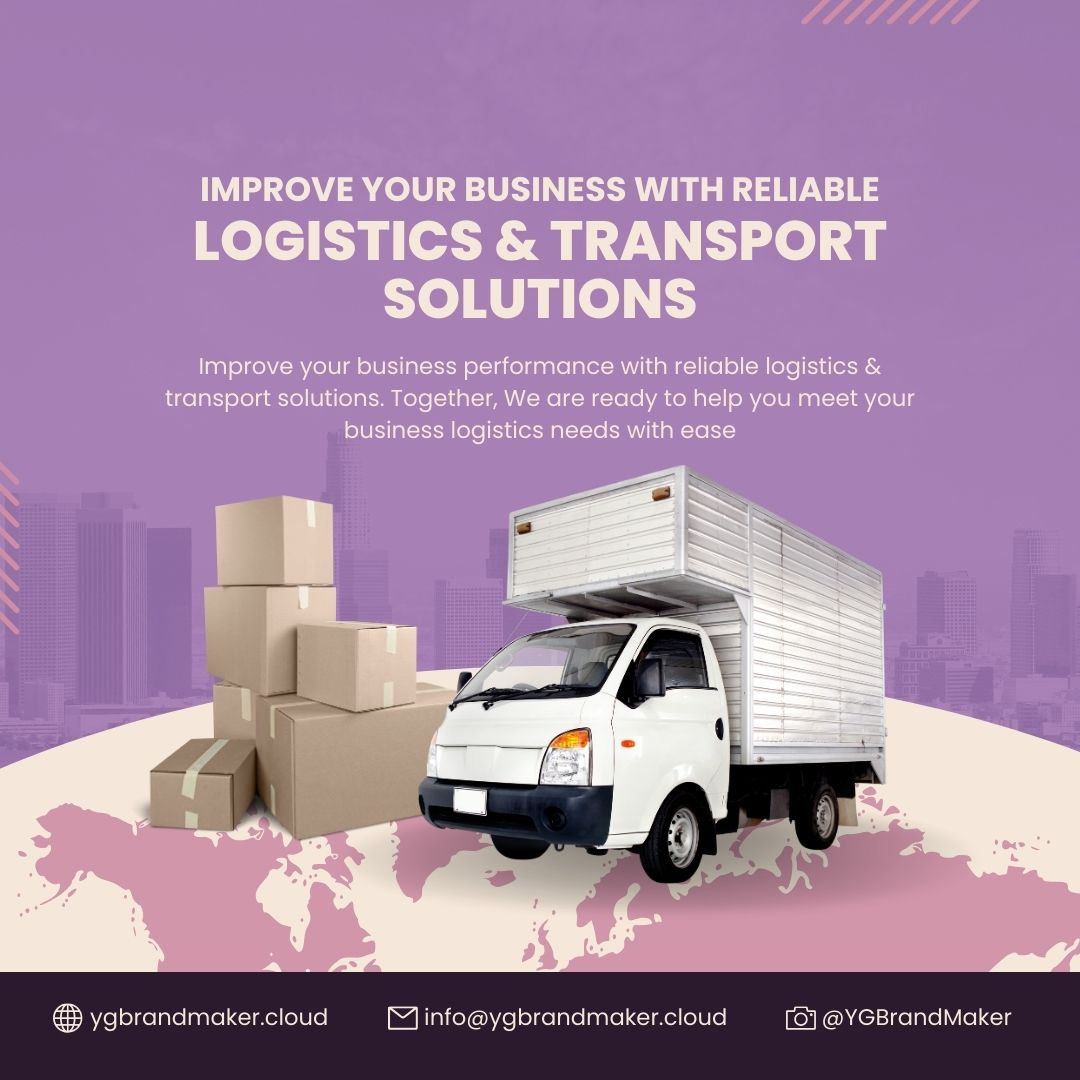 IMPROVE YOUR BUSINESS WITH RELIABLE
LOGISTICS & TRANSPORT
SOLUTIONS
Improve your business performance with reliable logistics &
transport solutions. Together, We are ready to help you meet your
business logistics needs with ease
ygbrandmaker.cloud
info@ygbrandmaker.cloud
@YGBrandMaker